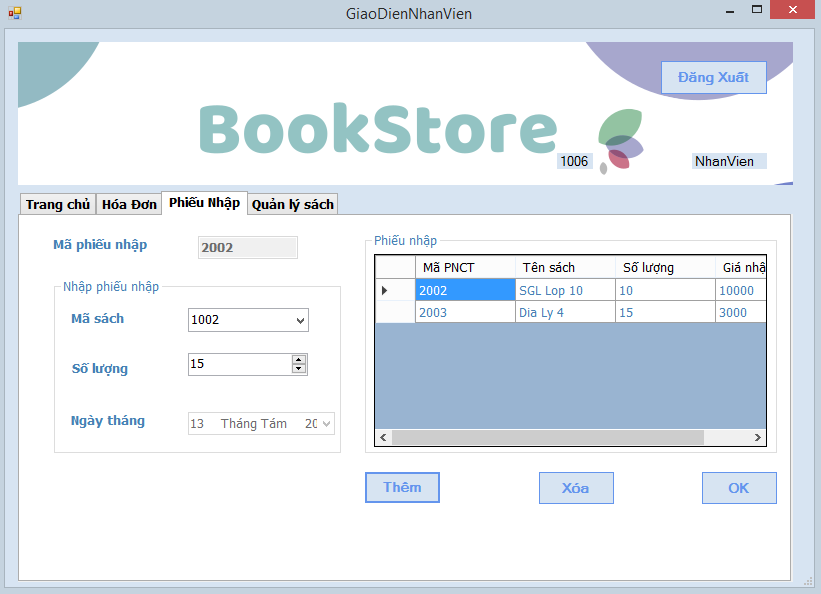 GiaoDienNhanVien
Đăng Xuất
BookStore
1006
NhanVien
Trang chủ
Hóa Đơn
Phiếu Nhập
Quản lý sách
Mã phiếu nhập
2002
Nhập phiếu nhập
Mã sách
1002
Số lượng
15
Ngày tháng
13 Tháng Tám
Phiếu nhập
Mã PNCT Tên sách Số lượng Giá nhậ
2002 SGL Lop 10 10 10000
2003 Dia Ly 4 15 3000
Thêm
Xóa
OK